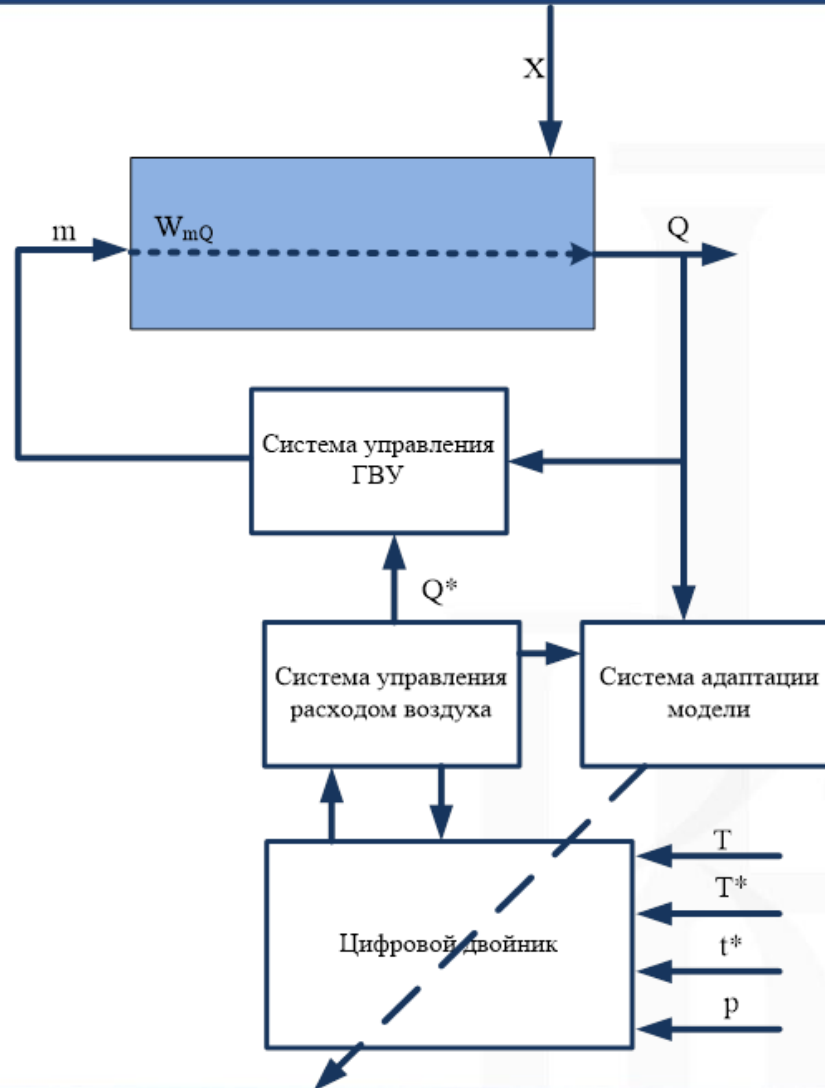 X
m
W_mQ
Q
Система управления
ГВУ
Q*
Система управления
расходом воздуха
Система адаптации
модели
Цифровой двойник
T
T*
t*
p